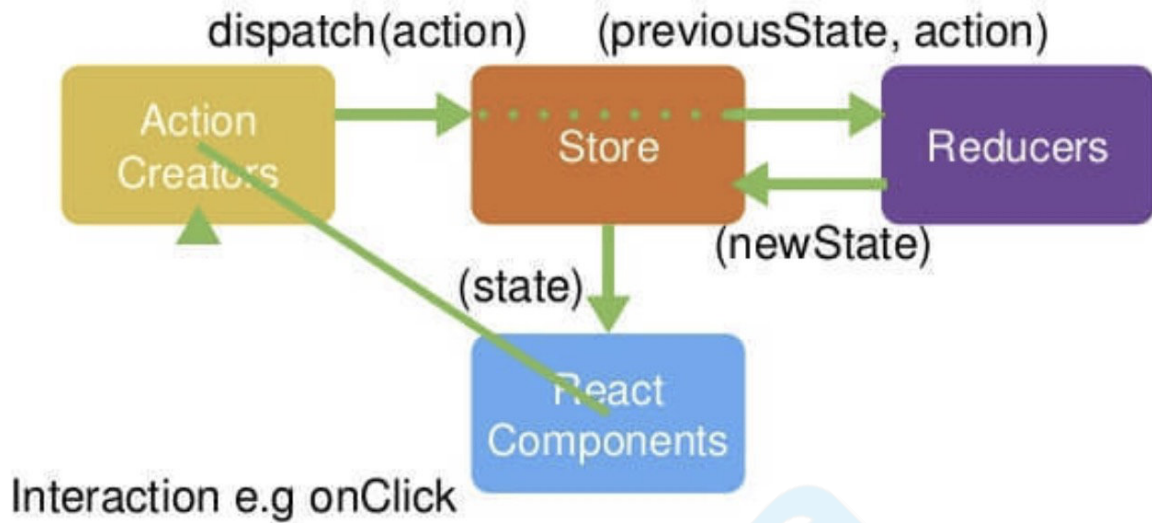 dispatch(action)
(previousState, action)
Action
Creators
Store
Reducers
(newState)
(state)
React
Components
Interaction e.g onClick